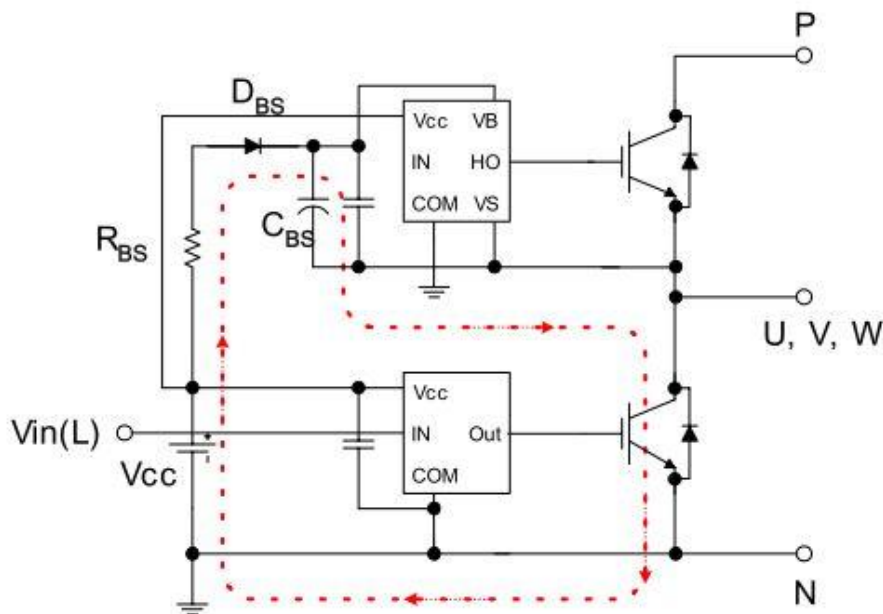 P
DBS
Vcc VB
IN HO
COM VS
CBS
RBS
U, V, W
Vcc
Vin(L)
IN Out
Vcc
COM
N